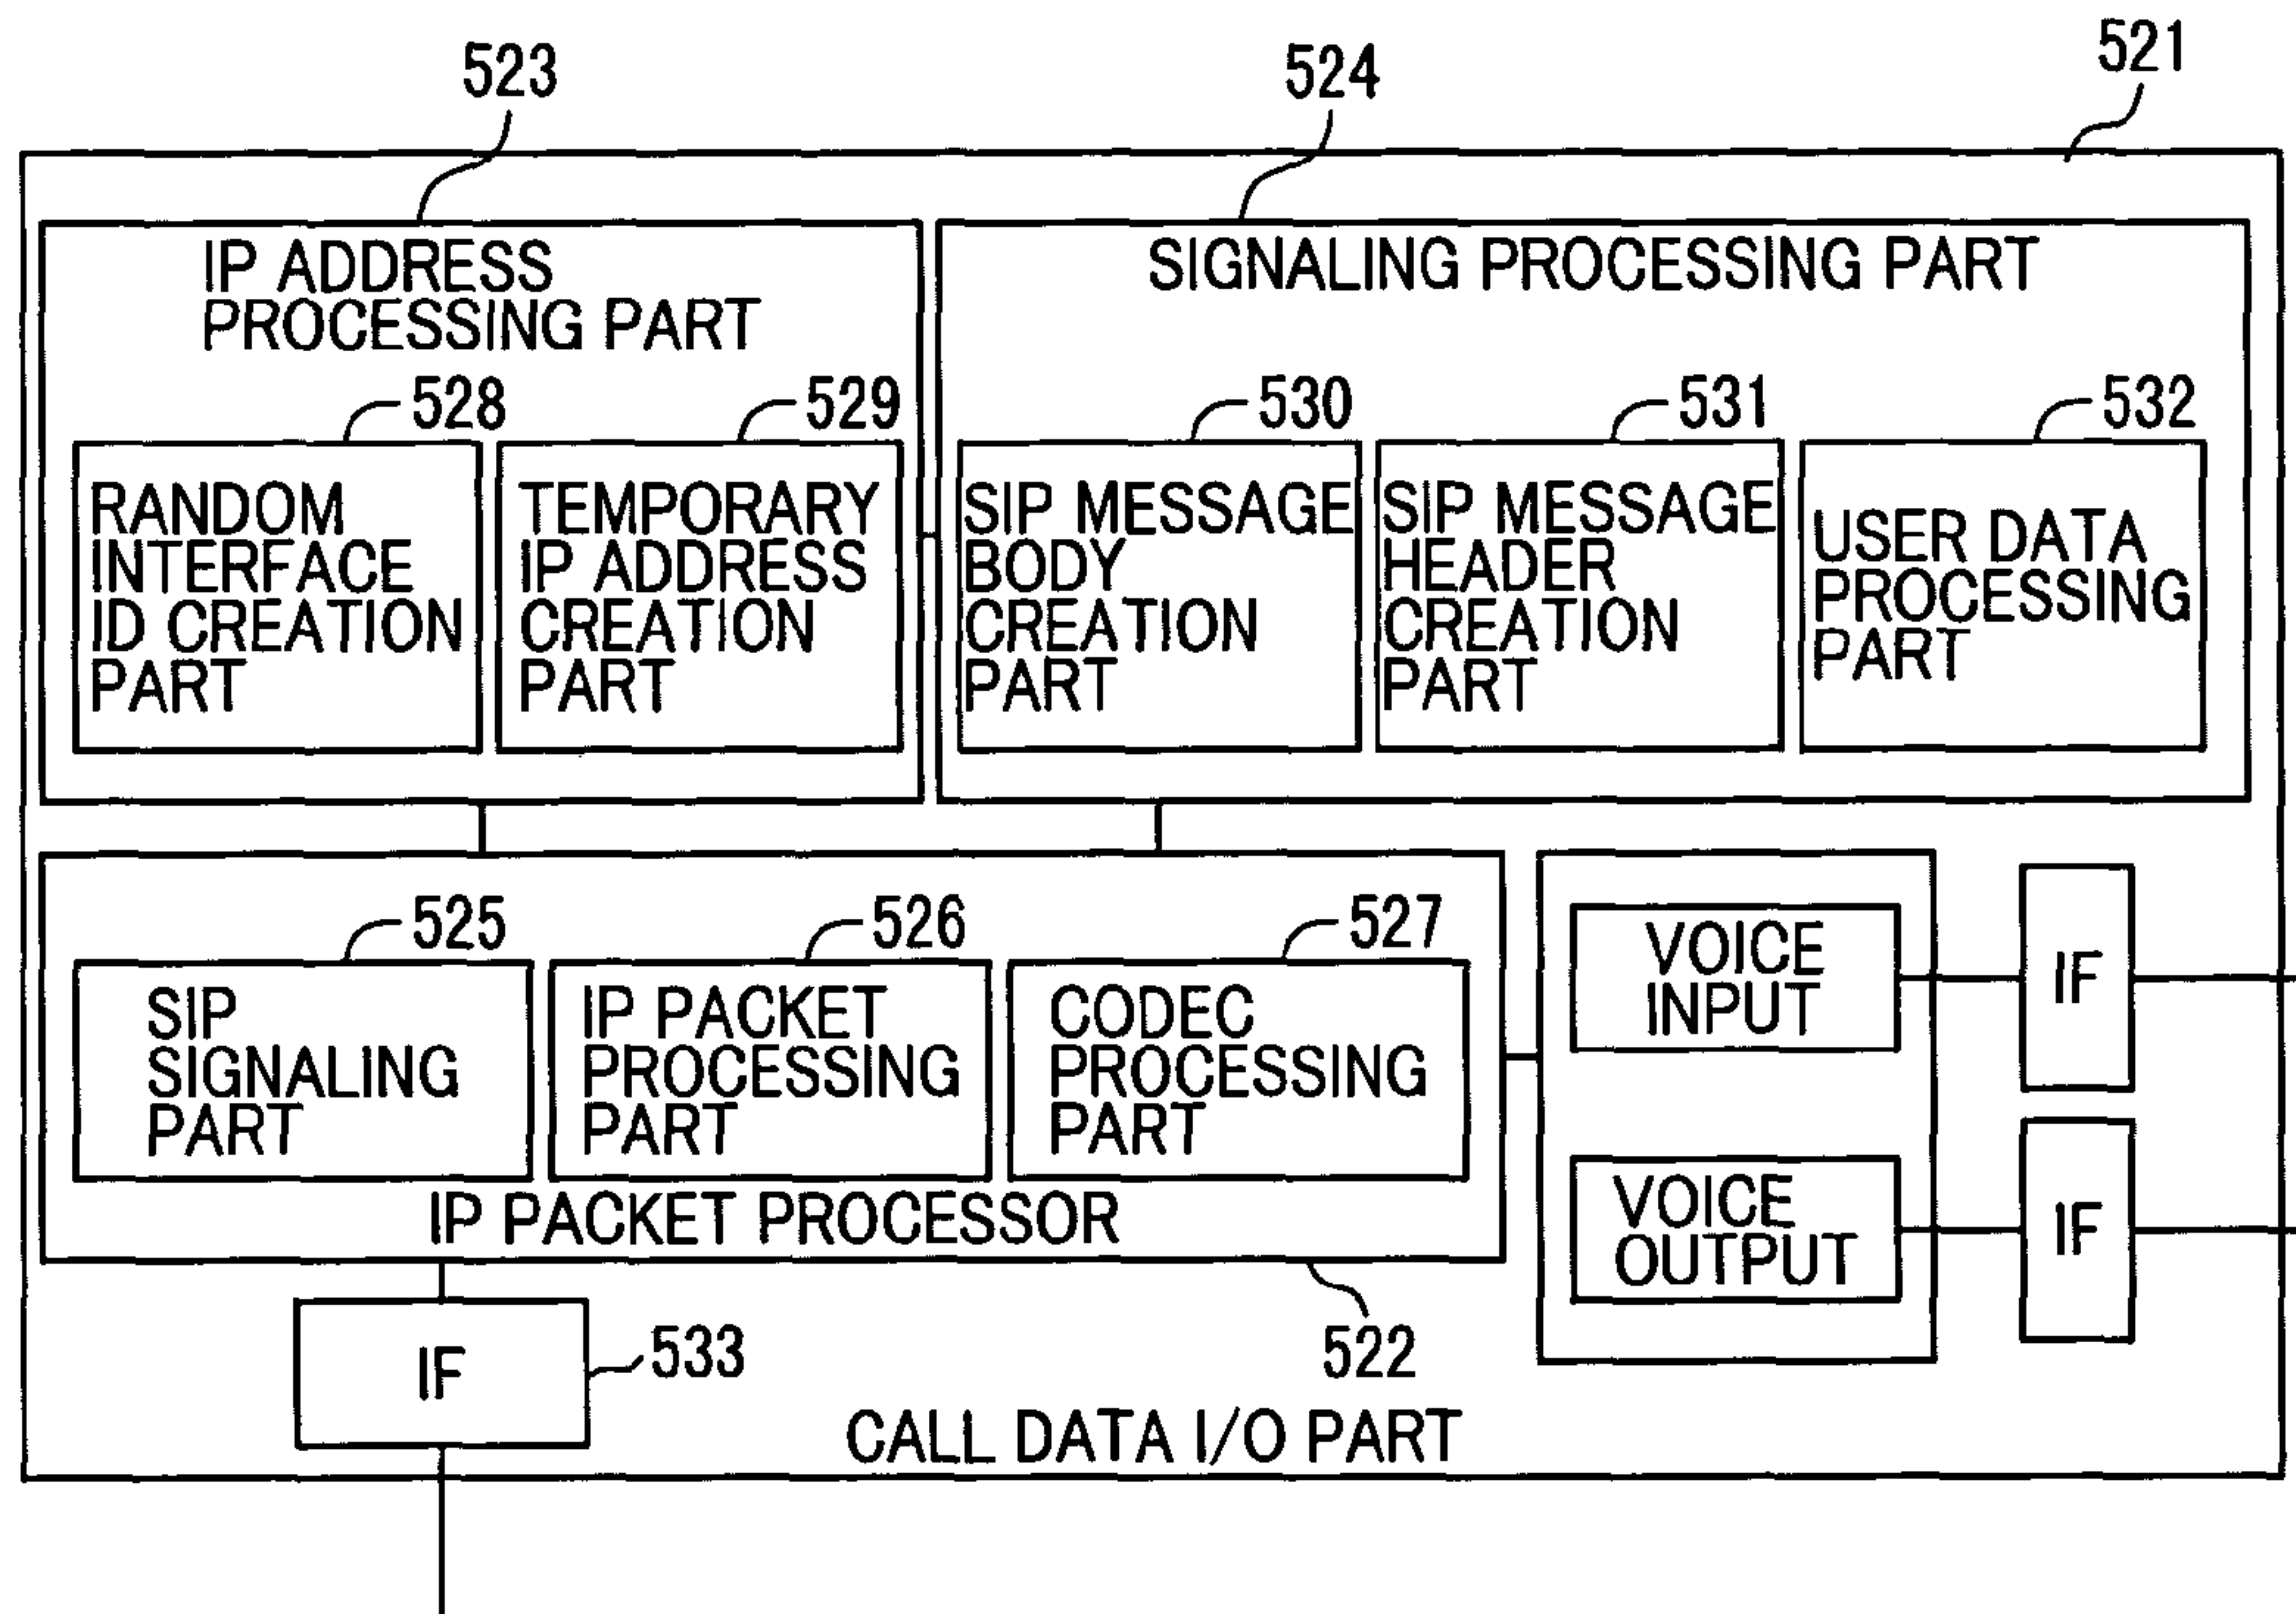 523
524
521
IP ADDRESS
PROCESSING PART
SIGNALING PROCESSING PART
528
529
530
531
532
RANDOM
INTERFACE
ID CREATION
PART
TEMPORARY
IP ADDRESS
CREATION
PART
SIP MESSAGE
BODY
CREATION
PART
SIP MESSAGE
HEADER
CREATION
PART
USER DATA
PROCESSING
PART
525
526
527
SIP
SIGNALING
PART
IP PACKET
PROCESSING
PART
CODEC
PROCESSING
PART
IP PACKET PROCESSOR
VOICE
INPUT
IF
VOICE
OUTPUT
IF
522
IF
533
CALL DATA I/O PART